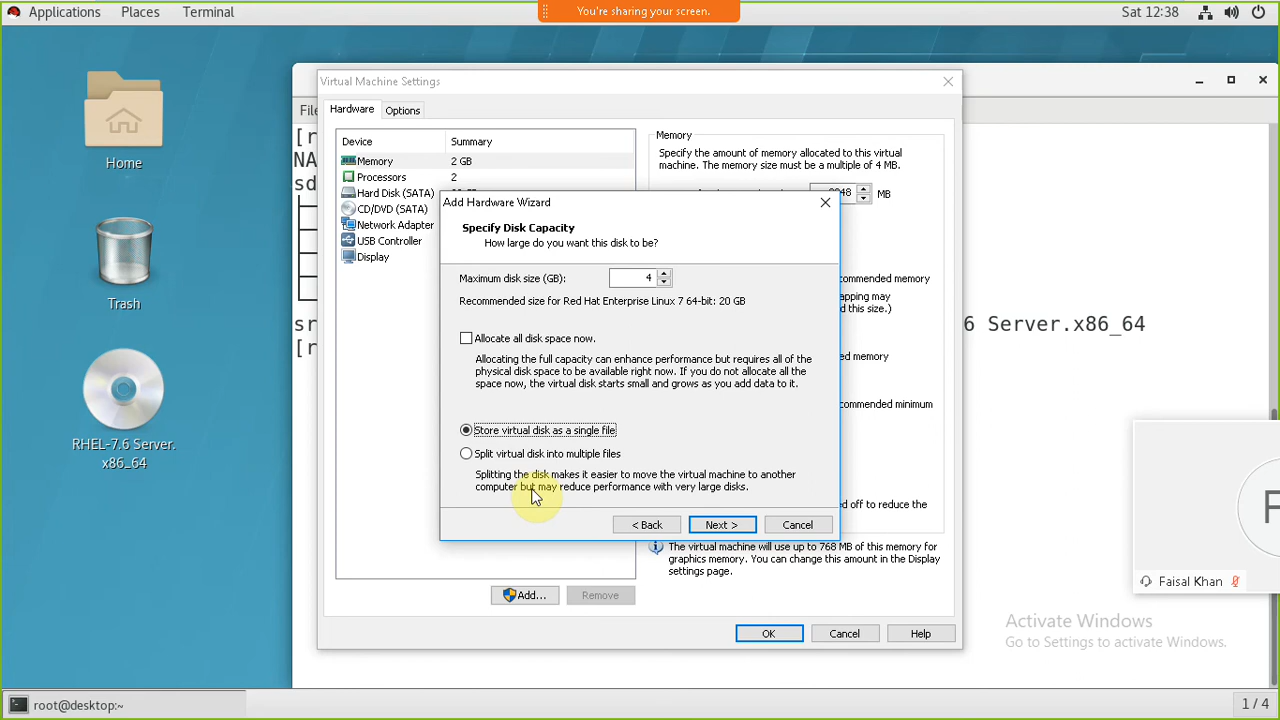 Applications Places Terminal
You're sharing your screen.
Sat 12:38
Home
Trash
RHEL-7.6 Server.
x86_64
Virtual Machine Settings
Hardware Options
Device Summary
Memory 2 GB
Processors 2
Hard Disk (SATA)
CD/DVD (SATA)
Network Adapter
USB Controller
Display
Memory
Specify the amount of memory allocated to this virtual
machine. The memory size must be a multiple of 4 MB.
MB
Add Hardware Wizard
Specify Disk Capacity
How large do you want this disk to be?
Maximum disk size (GB): 4
Recommended size for Red Hat Enterprise Linux 7 64-bit: 20 GB
Allocate all disk space now.
Allocating the full capacity can enhance performance but requires all of the
physical disk space to be available right now. If you do not allocate all the
space now, the virtual disk starts small and grows as you add data to it.
Store virtual disk as a single file
Split virtual disk into multiple files
Splitting the disk makes it easier to move the virtual machine to another
computer but may reduce performance with very large disks.
< Back Next > Cancel
ommended memory
apping may
this size.)
ed memory
ommended minimum
ed off to reduce the
The virtual machine will use up to 768 MB of this memory for
graphics memory. You can change this amount in the Display
settings page.
Add... Remove
OK Cancel Help
[r
NA
sd
sr 6 Server.x86_64
[r
Faisal Khan
Activate Windows
Go to Settings to activate Windows.
root@desktop:~
1 / 4